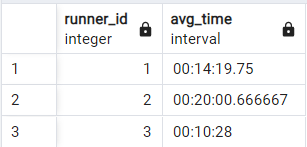 runner_id avg_time
integer interval
1 1 00:14:19.75
2 2 00:20:00.666667
3 3 00:10:28